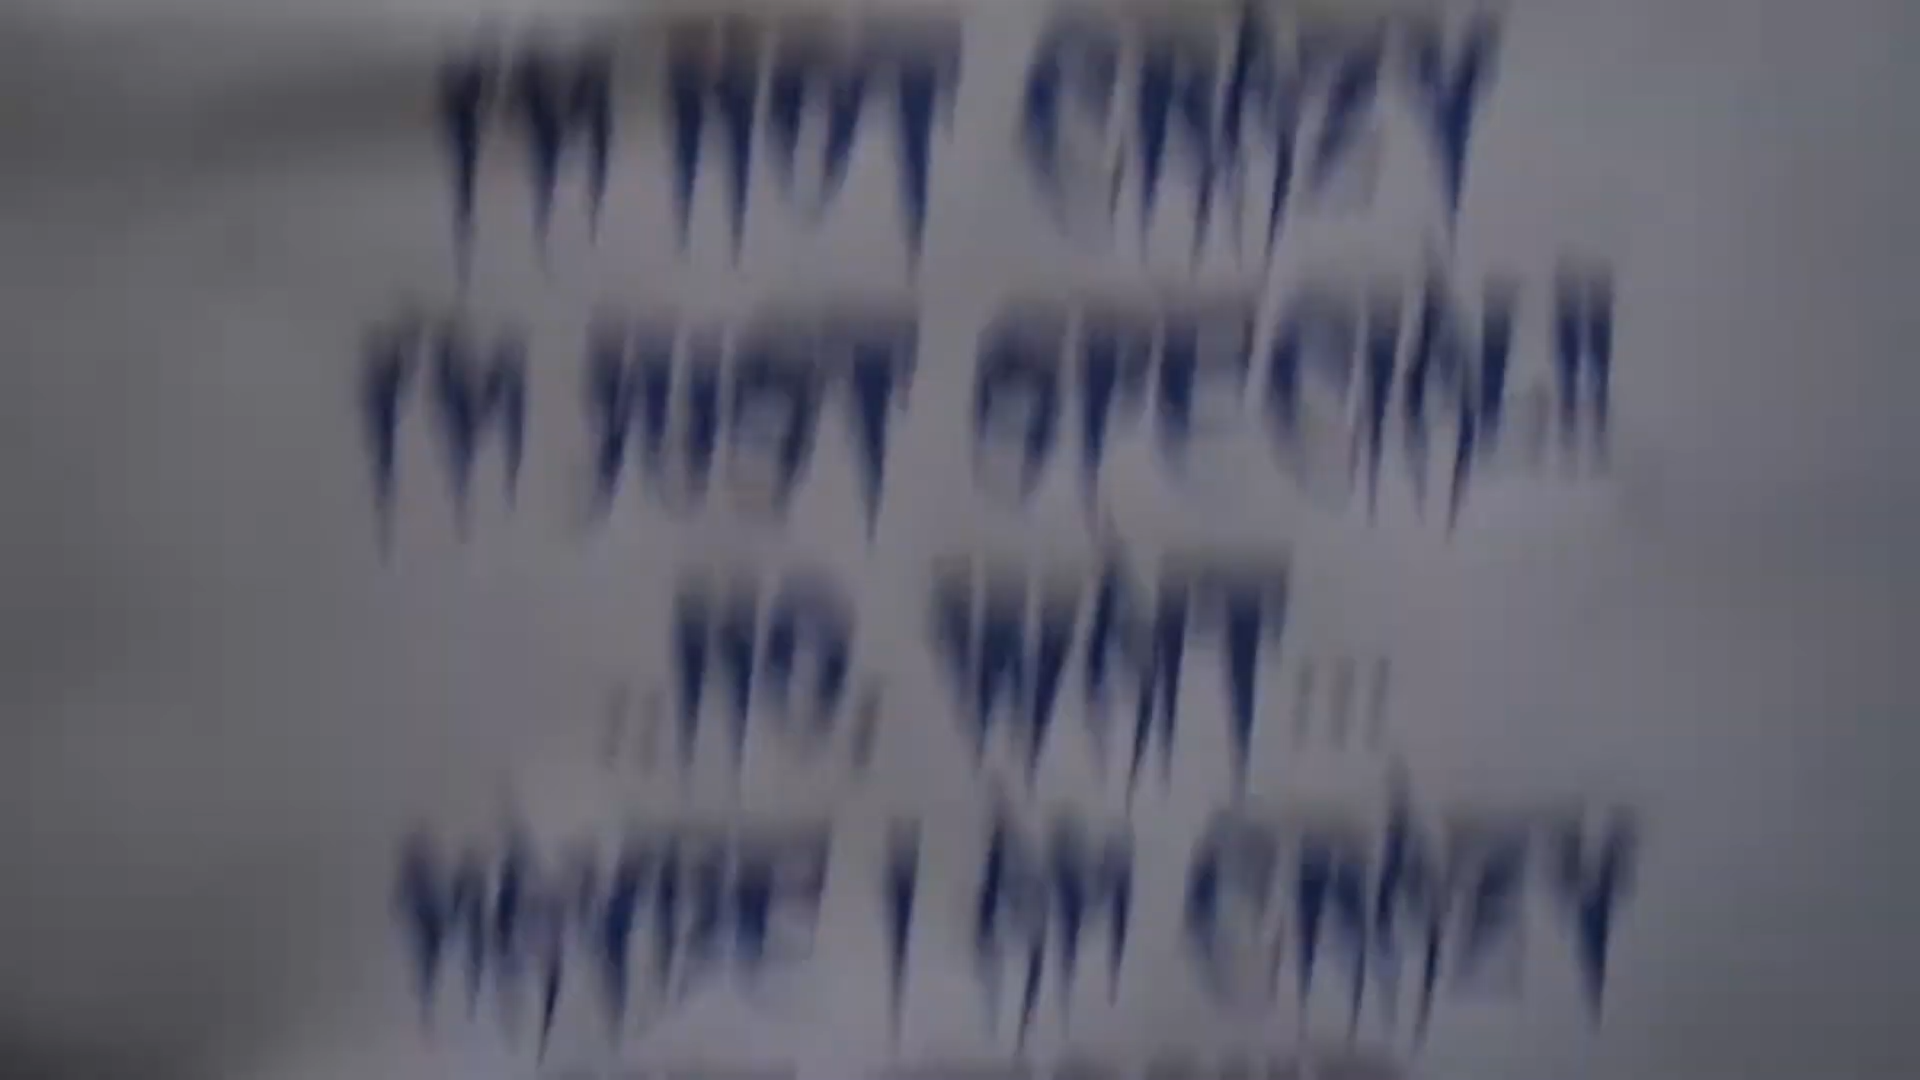 I'M NOT CRAZY
I'M JUST SPECIAL!
..NO, WAIT...
MAYBE I AM CRAZY